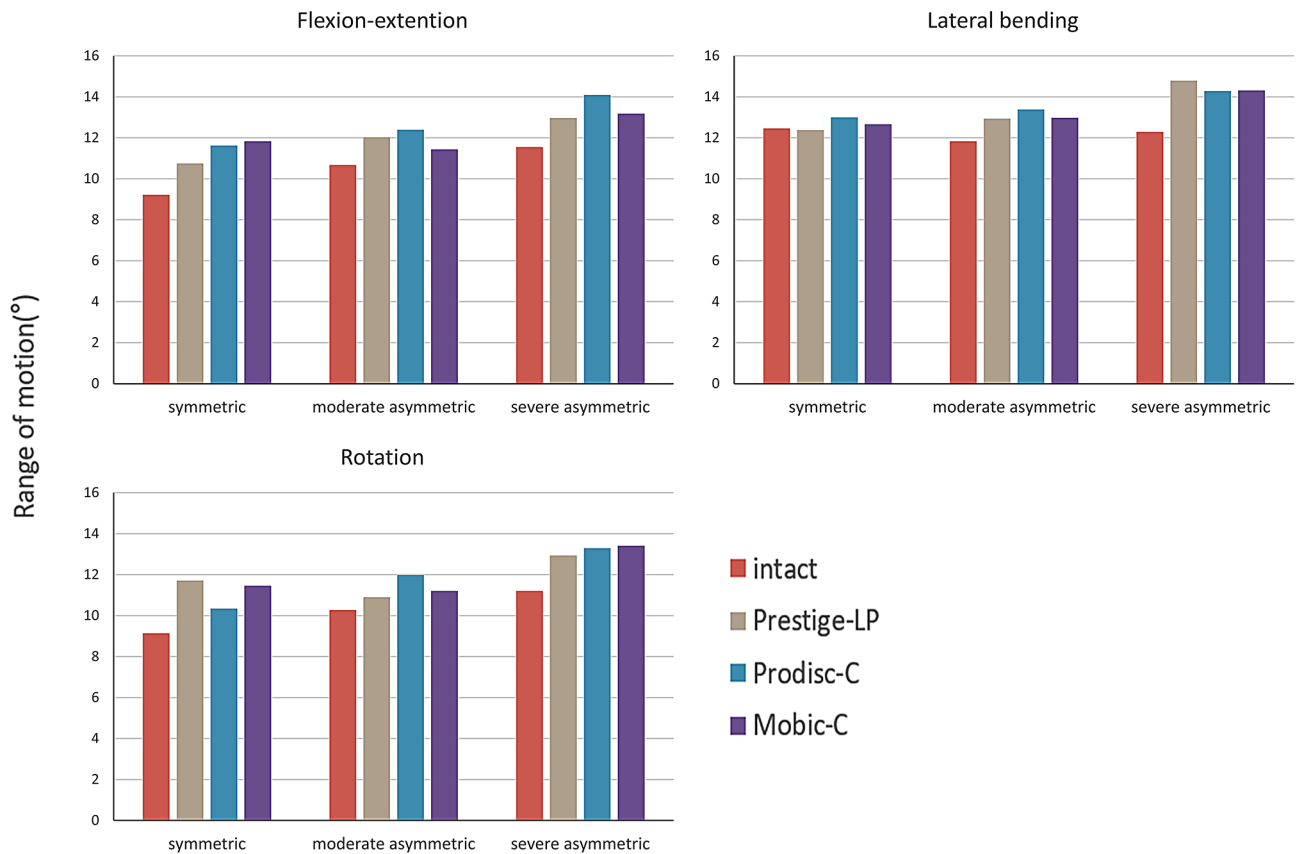 Flexion-extention
16
14
12
10
8
6
4
2
0
symmetric moderate asymmetric severe asymmetric
Lateral bending
16
14
12
10
8
6
4
2
0
symmetric moderate asymmetric severe asymmetric
Range of motion(°)
Rotation
16
14
12
10
8
6
4
2
0
symmetric moderate asymmetric severe asymmetric
intact
Prestige-LP
Prodisc-C
Mobic-C